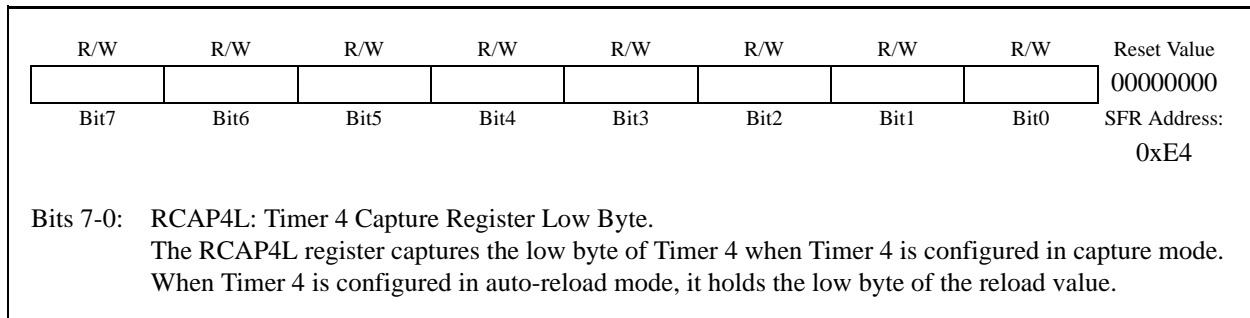 R/W R/W R/W R/W R/W R/W R/W R/W Reset Value
00000000
Bit7 Bit6 Bit5 Bit4 Bit3 Bit2 Bit1 Bit0 SFR Address:
0xE4
Bits 7-0: RCAP4L: Timer 4 Capture Register Low Byte.
The RCAP4L register captures the low byte of Timer 4 when Timer 4 is configured in capture mode.
When Timer 4 is configured in auto-reload mode, it holds the low byte of the reload value.